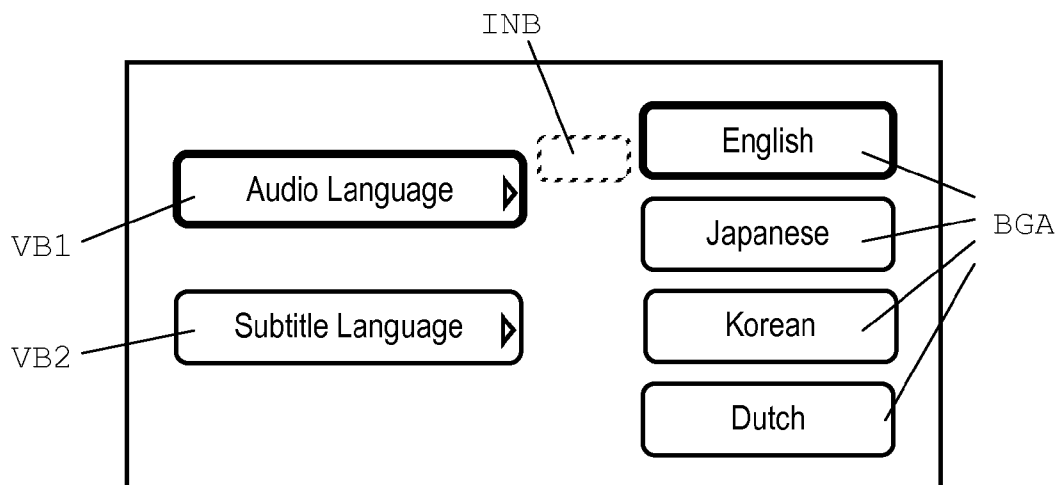 INB
English
Audio Language
Japanese
BGA
VB1
Subtitle Language
Korean
VB2
Dutch